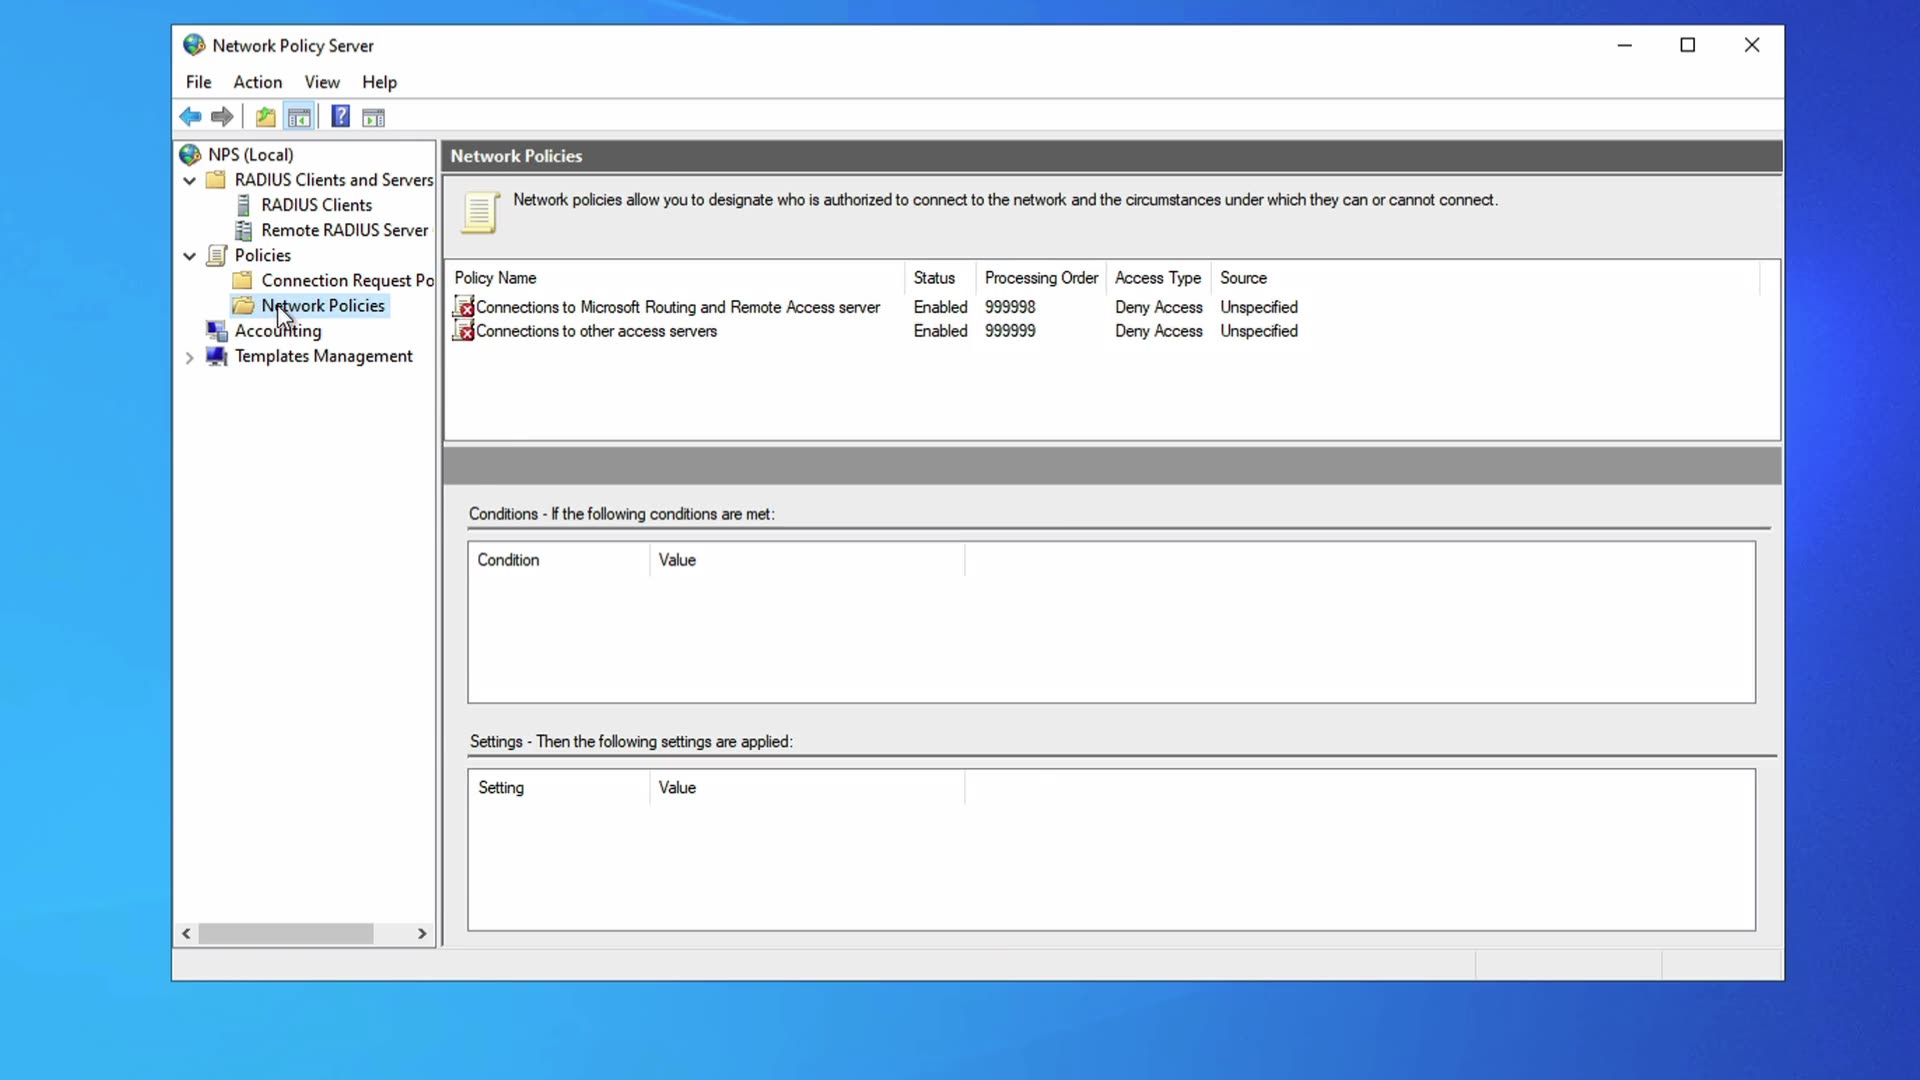 Network Policy Server
File Action View Help
NPS (Local)
RADIUS Clients and Servers
RADIUS Clients
Remote RADIUS Server
Policies
Connection Request Po
Network Policies
Accounting
Templates Management
Network Policies
Network policies allow you to designate who is authorized to connect to the network and the circumstances under which they can or cannot connect.
Policy Name Status Processing Order Access Type Source
Connections to Microsoft Routing and Remote Access server Enabled 999998 Deny Access Unspecified
Connections to other access servers Enabled 999999 Deny Access Unspecified
Conditions - If the following conditions are met:
Condition Value
Settings - Then the following settings are applied:
Setting Value